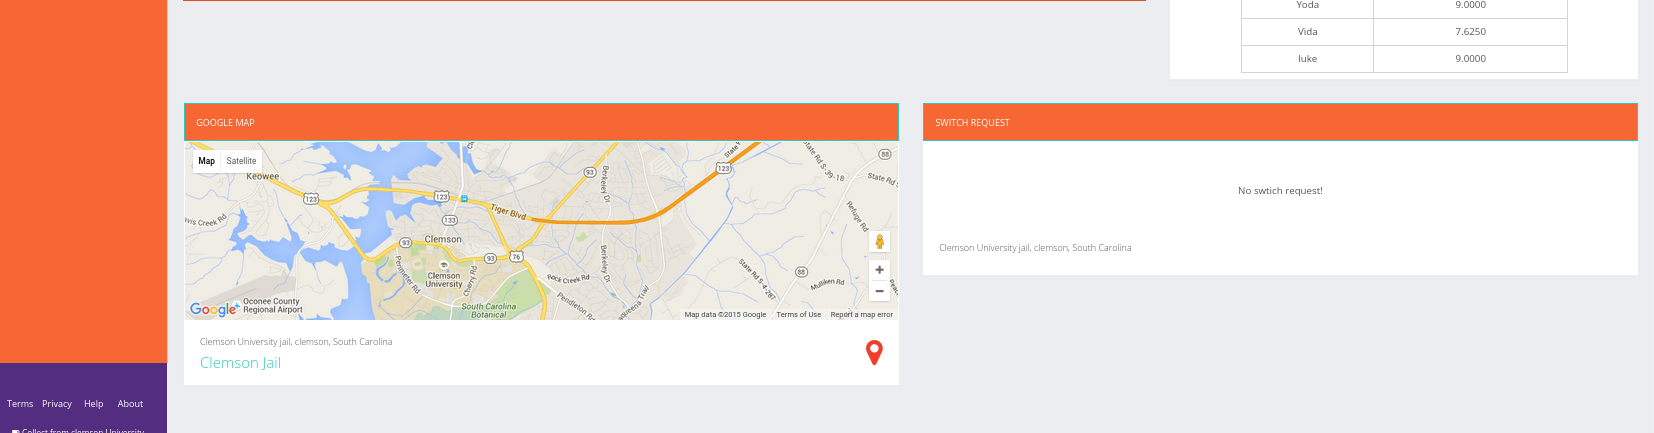 Yoda 9.0000
Vida 7.6250
luke 9.0000
GOOGLE MAP
SWITCH REQUEST
Map Satellite
Keowee
123
123
133
93
93
93
76
123
88
88
State Rd S-39-18
State Rd S
Refuge Rd
State Rd S-4-287
Mulliken Rd
Berkeley Dr
Berkeley Dr
Tiger Blvd
Clemson
Clemson
University
Perimeter Rd
Cherry Rd
Rock Creek Rd
Pendleton Rd
South Carolina
Botanical
Oconee County
Regional Airport
Google
Map data ©2015 Google Terms of Use Report a map error
No swtich request!
Clemson University jail, clemson, South Carolina
Clemson University jail, clemson, South Carolina
Clemson Jail
Terms Privacy Help About
Collect from clemson University